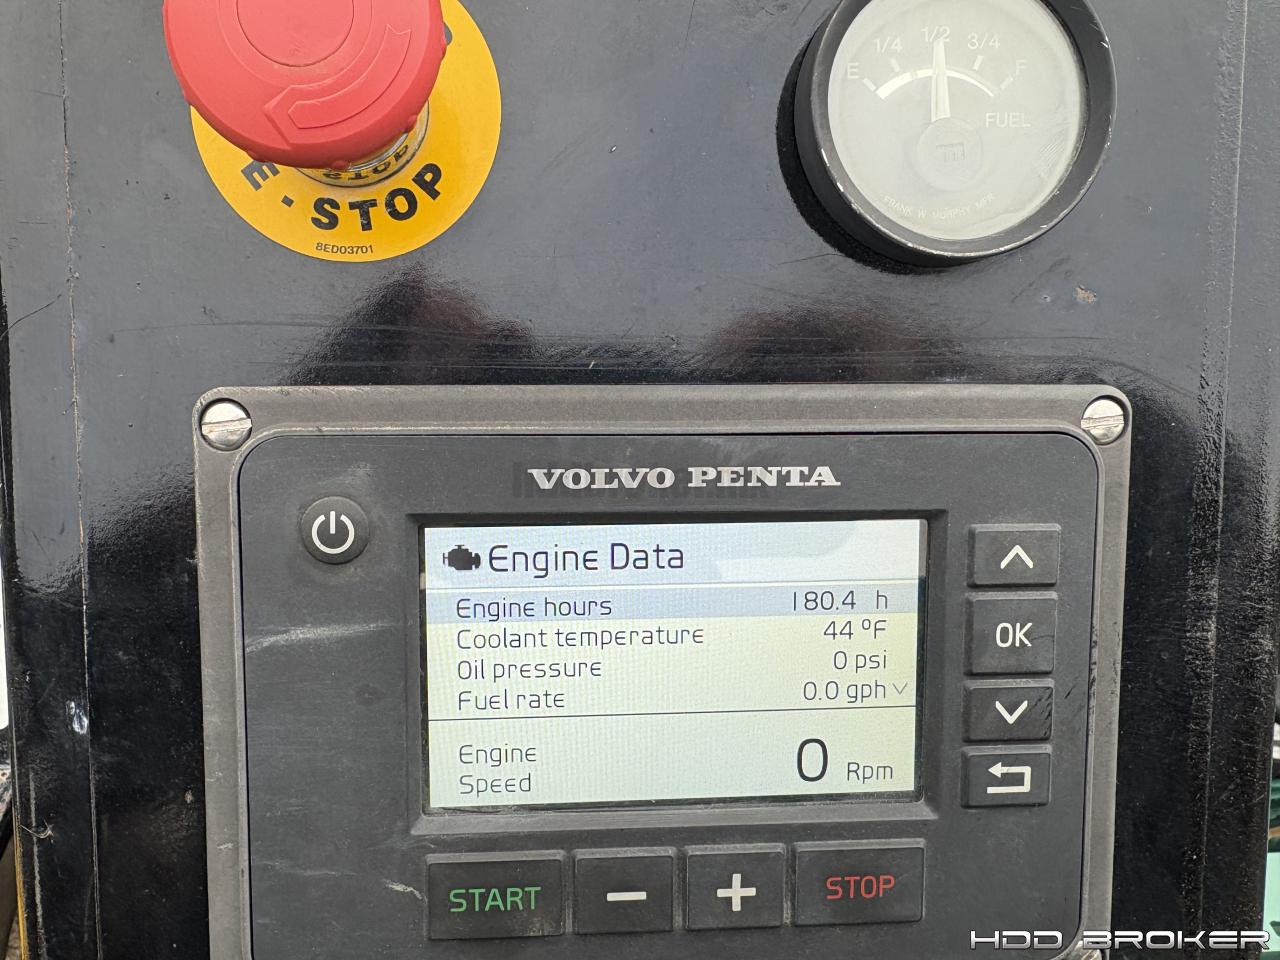 E - STOP
STOP
8ED03701
E 1/4 1/2 3/4 F
FUEL
FRANK W MURPHY MFR
VOLVO PENTA
Engine Data
Engine hours 180.4 h
Coolant temperature 44 °F
Oil pressure 0 psi
Fuel rate 0.0 gph
Engine Speed 0 Rpm
OK
START
STOP
HDD BROKER